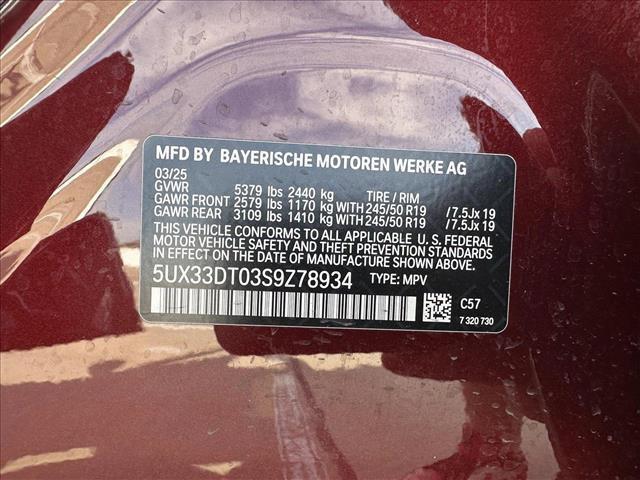 MFD BY BAYERISCHE MOTOREN WERKE AG
03/25
GVWR 5379 lbs 2440 kg TIRE / RIM
GAWR FRONT 2579 lbs 1170 kg WITH 245/50 R19 /7.5Jx19
GAWR REAR 3109 lbs 1410 kg WITH 245/50 R19 /7.5Jx19
THIS VEHICLE CONFORMS TO ALL APPLICABLE U. S. FEDERAL
MOTOR VEHICLE SAFETY AND THEFT PREVENTION STANDARDS
IN EFFECT ON THE DATE OF MANUFACTURE SHOWN ABOVE.
5UX33DT03S9Z78934 TYPE: MPV
C57
7 320 730